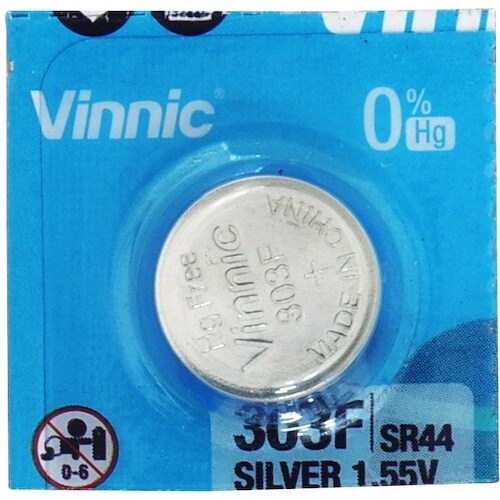 Vinnic®
0% Hg
Hg FREE
Vinnic
303F
+
MADE IN CHINA
303F | SR44
0-6
SILVER 1.55V